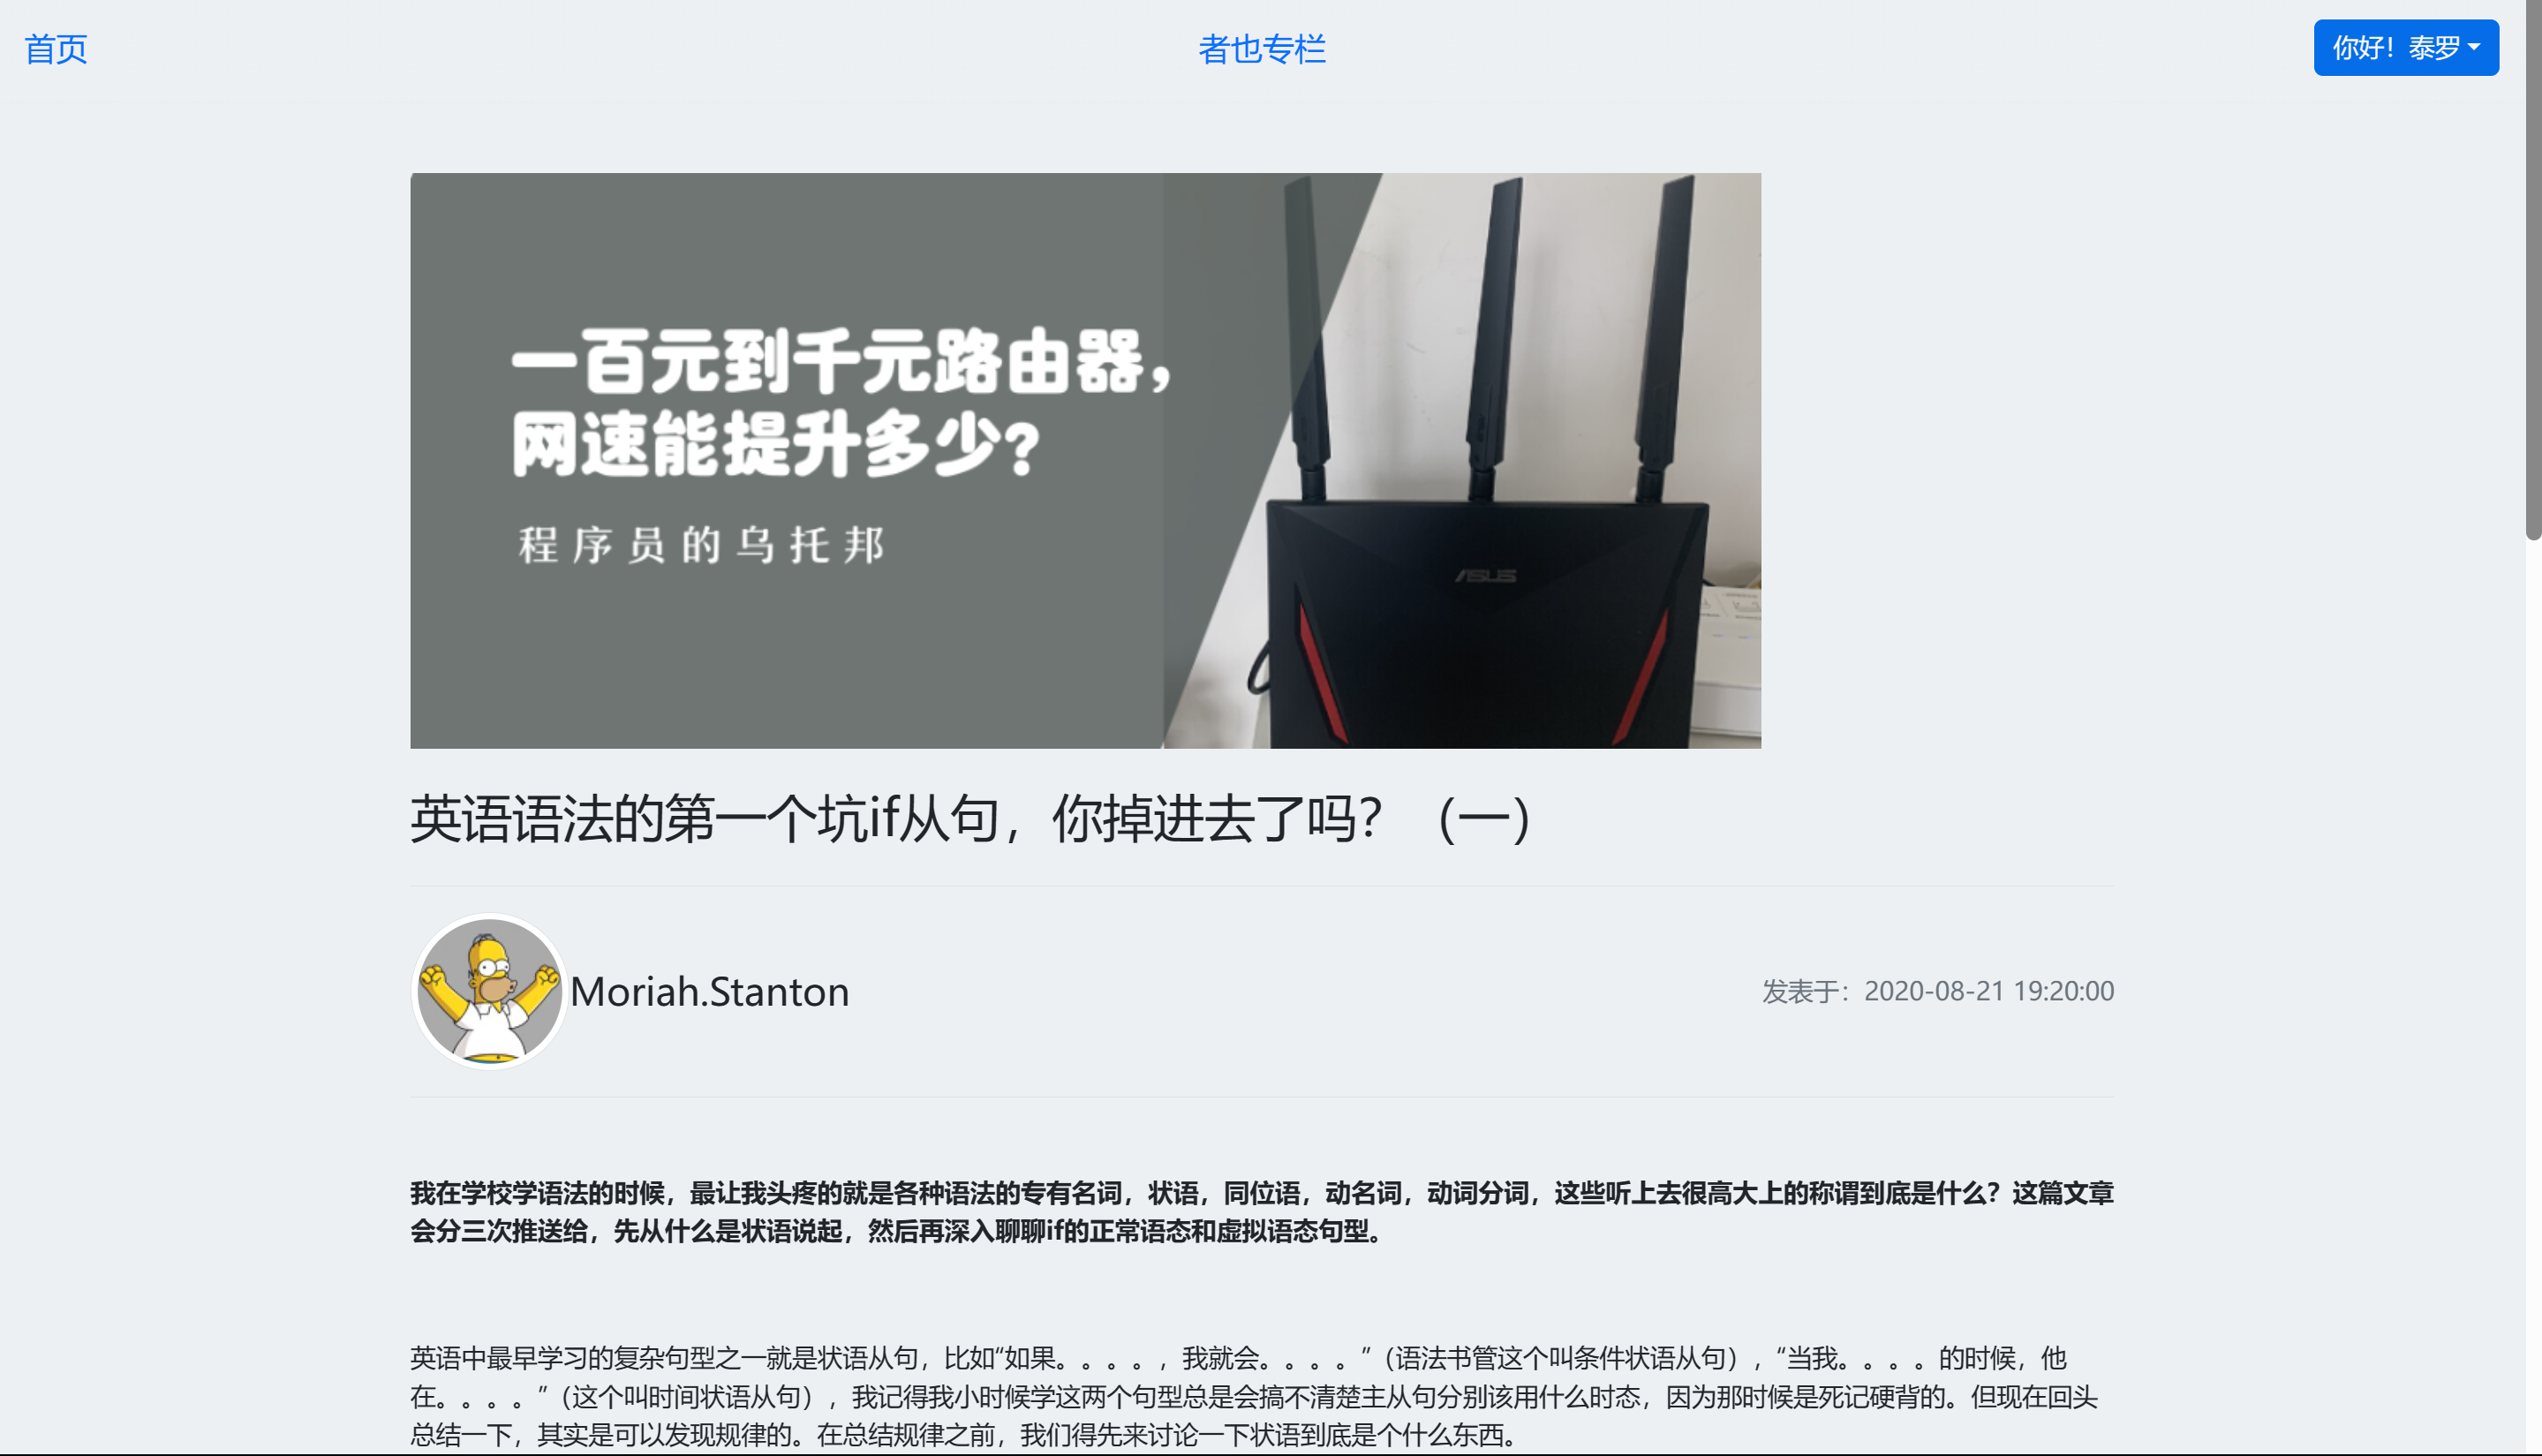 首页
者也专栏
你好！泰罗
一百元到千元路由器，
网速能提升多少？
程序员的乌托邦
ASUS
英语语法的第一个坑if从句，你掉进去了吗？（一）
Moriah.Stanton
发表于：2020-08-21 19:20:00
我在学校学语法的时候，最让我头疼的就是各种语法的专有名词，状语，同位语，动名词，动词分词，这些听上去很高大上的称谓到底是什么？这篇文章
会分三次推送给，先从什么是状语说起，然后再深入聊聊if的正常语态和虚拟语态句型。
英语中最早学习的复杂句型之一就是状语从句，比如“如果。。。。，我就会。。。。”（语法书管这个叫条件状语从句），“当我。。。。的时候，他
在。。。。”（这个叫时间状语从句），我记得我小时候学这两个句型总是会搞不清楚主从句分别该用什么时态，因为那时候是死记硬背的。但现在回头
总结一下，其实是可以发现规律的。在总结规律之前，我们得先来讨论一下状语到底是个什么东西。